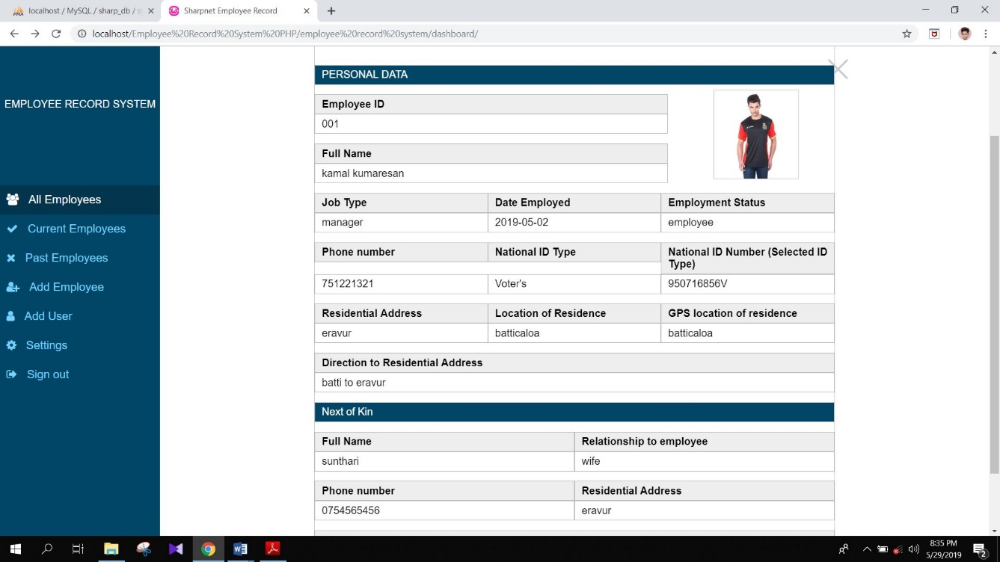 localhost / MySQL / sharp_db / s
Sharpnet Employee Record
localhost/Employee%20Record%20System%20PHP/employee%20record%20system/dashboard/
EMPLOYEE RECORD SYSTEM
All Employees
Current Employees
Past Employees
Add Employee
Add User
Settings
Sign out
PERSONAL DATA
Employee ID
001
Full Name
kamal kumaresan
Job Type Date Employed Employment Status
manager 2019-05-02 employee
Phone number National ID Type National ID Number (Selected ID
Type)
751221321 Voter's 950716856V
Residential Address Location of Residence GPS location of residence
eravur batticaloa batticaloa
Direction to Residential Address
batti to eravur
Next of Kin
Full Name Relationship to employee
sunthari wife
Phone number Residential Address
0754565456 eravur
8:35 PM
5/29/2019
2